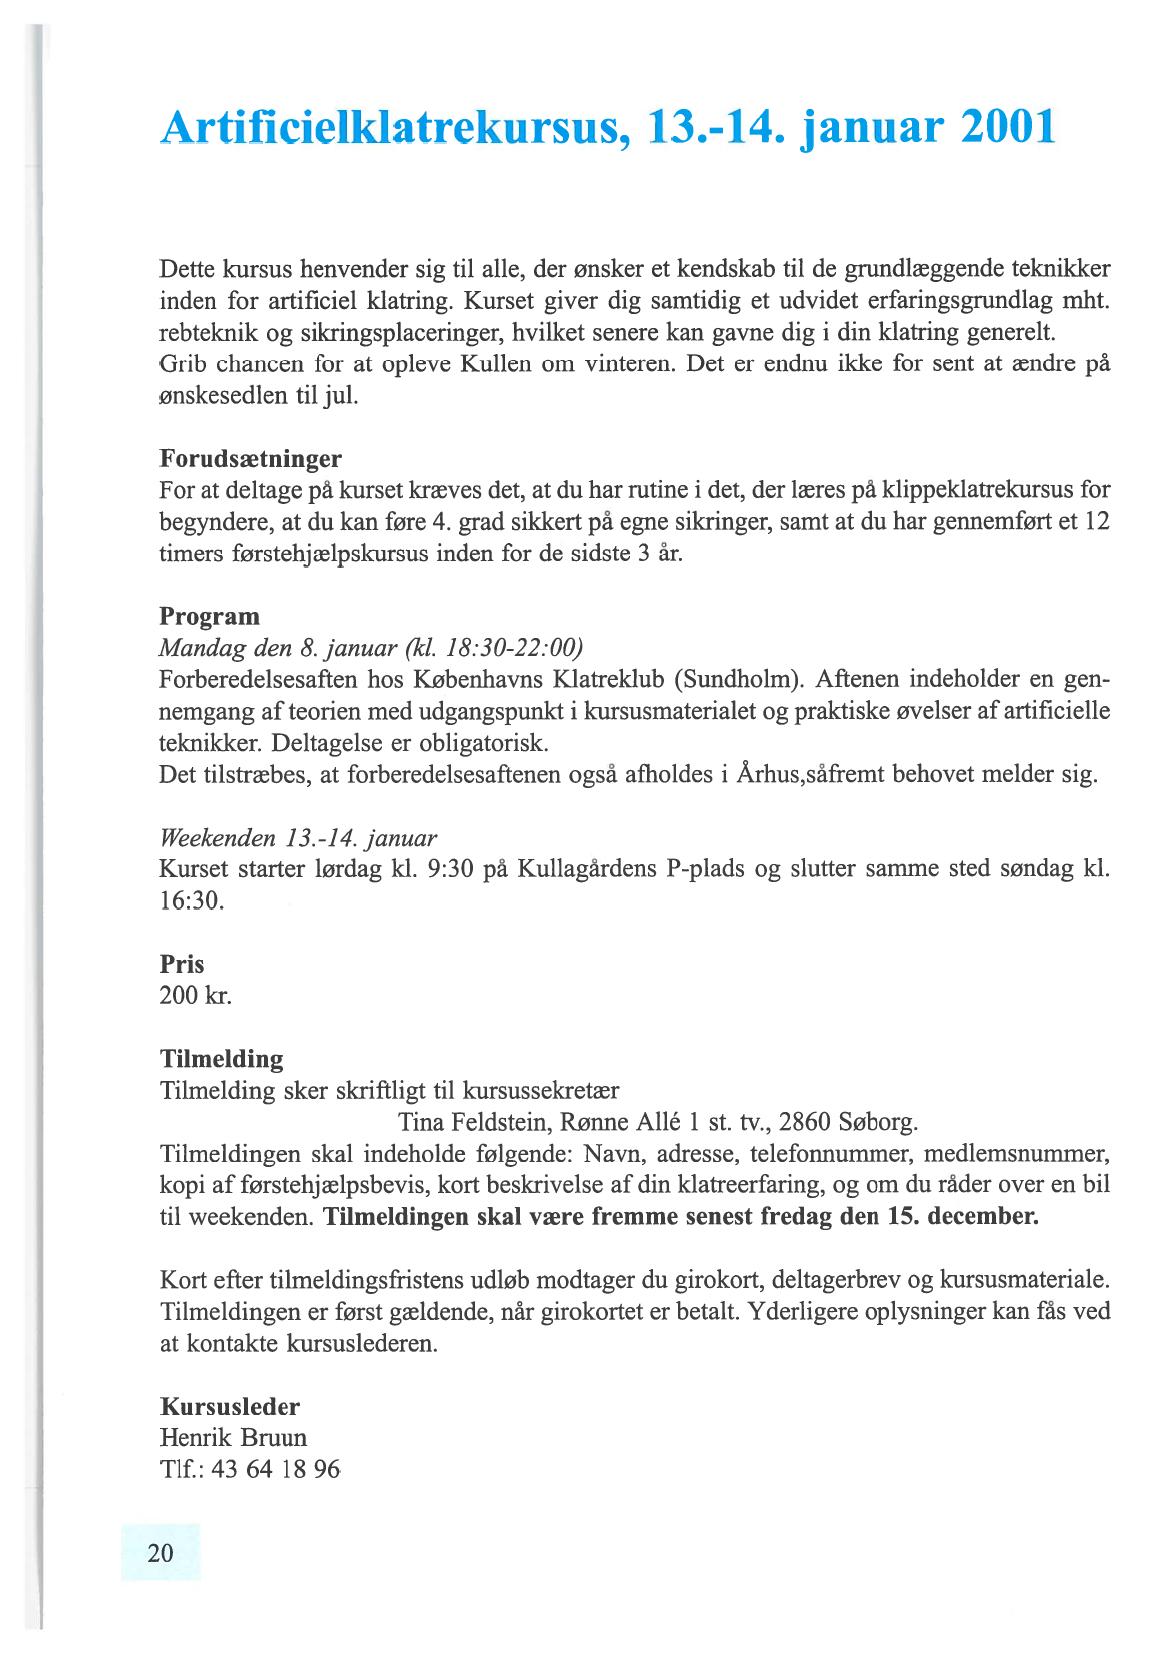 Artificielklatrekursus, 13.-14. januar 2001
Dette kursus henvender sig til alle, der ønsker et kendskab til de grundlæggende teknikker
inden for artificiel klatring. Kurset giver dig samtidig et udvidet erfaringsgrundlag mht.
rebteknik og sikringsplaceringer, hvilket senere kan gavne dig i din klatring generelt.
Grib chancen for at opleve Kullen om vinteren. Det er endnu ikke for sent at ændre på
ønskesedlen til jul.
Forudsætninger
For at deltage på kurset kræves det, at du har rutine i det, der læres på klippeklatrekursus for
begyndere, at du kan føre 4. grad sikkert på egne sikringer, samt at du har gennemført et 12
timers førstehjælpskursus inden for de sidste 3 år.
Program
Mandag den 8. januar (kl. 18:30-22:00)
Forberedelsesaften hos Københavns Klatreklub (Sundholm). Aftenen indeholder en gen-
nemgang af teorien med udgangspunkt i kursusmaterialet og praktiske øvelser af artificielle
teknikker. Deltagelse er obligatorisk.
Det tilstræbes, at forberedelsesaftenen også afholdes i Århus,såfremt behovet melder sig.
Weekenden 13.-14. januar
Kurset starter lørdag kl. 9:30 på Kullagårdens P-plads og slutter samme sted søndag kl.
16:30.
Pris
200 kr.
Tilmelding
Tilmelding sker skriftligt til kursussekretær
Tina Feldstein, Rønne Allé 1 st. tv., 2860 Søborg.
Tilmeldingen skal indeholde følgende: Navn, adresse, telefonnummer, medlemsnummer,
kopi af førstehjælpsbevis, kort beskrivelse af din klatreerfaring, og om du råder over en bil
til weekenden. Tilmeldingen skal være fremme senest fredag den 15. december.
Kort efter tilmeldingsfristens udløb modtager du girokort, deltagerbrev og kursusmateriale.
Tilmeldingen er først gældende, når girokortet er betalt. Yderligere oplysninger kan fås ved
at kontakte kursuslederen.
Kursusleder
Henrik Bruun
Tlf.: 43 64 18 96
20